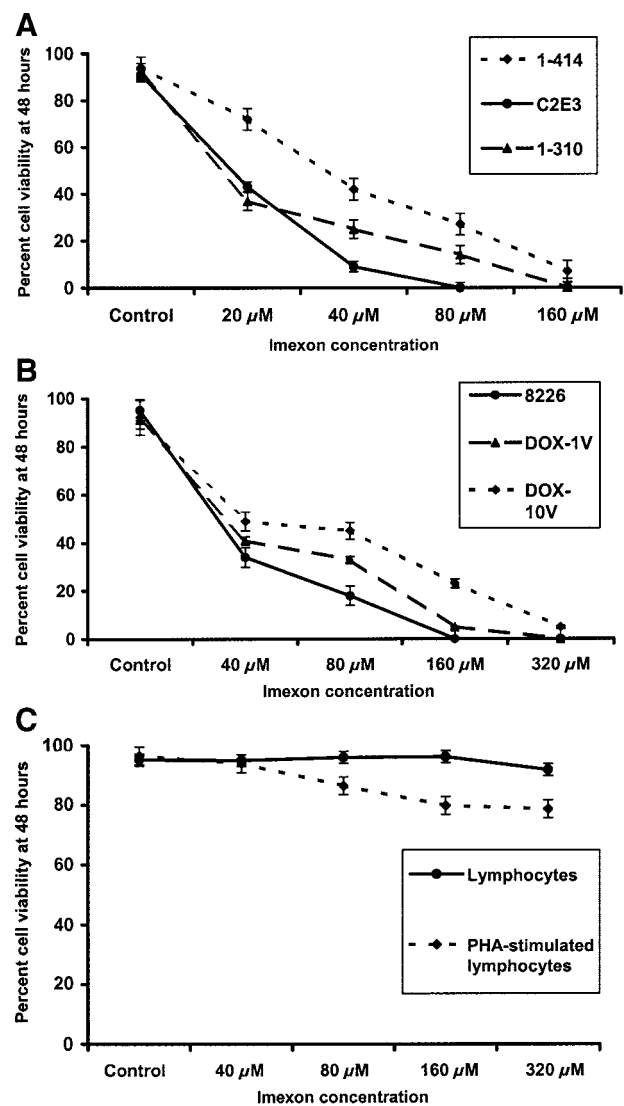 A
Percent cell viability at 48 hours
100
80
60
40
20
0
1-414
C2E3
1-310
Control 20 µM 40 µM 80 µM 160 µM
Imexon concentration
B
Percent cell viability at 48 hours
100
80
60
40
20
0
8226
DOX-1V
DOX-
10V
Control 40 µM 80 µM 160 µM 320 µM
Imexon concentration
C
Percent cell viability at 48 hours
100
80
60
40
20
0
Lymphocytes
PHA-stimulated
lymphocytes
Control 40 µM 80 µM 160 µM 320 µM
Imexon concentration